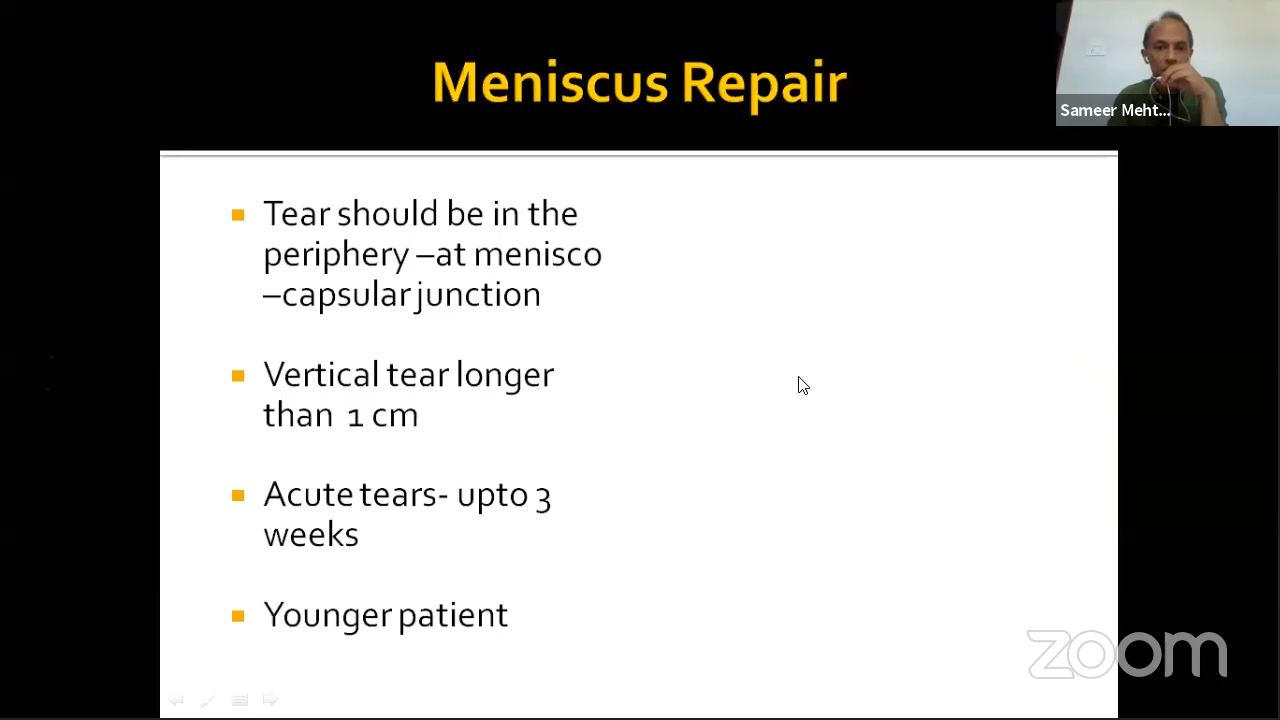 Meniscus Repair
Sameer Meht...
Tear should be in the
periphery –at menisco
–capsular junction
Vertical tear longer
than 1 cm
Acute tears- upto 3
weeks
Younger patient
zoom